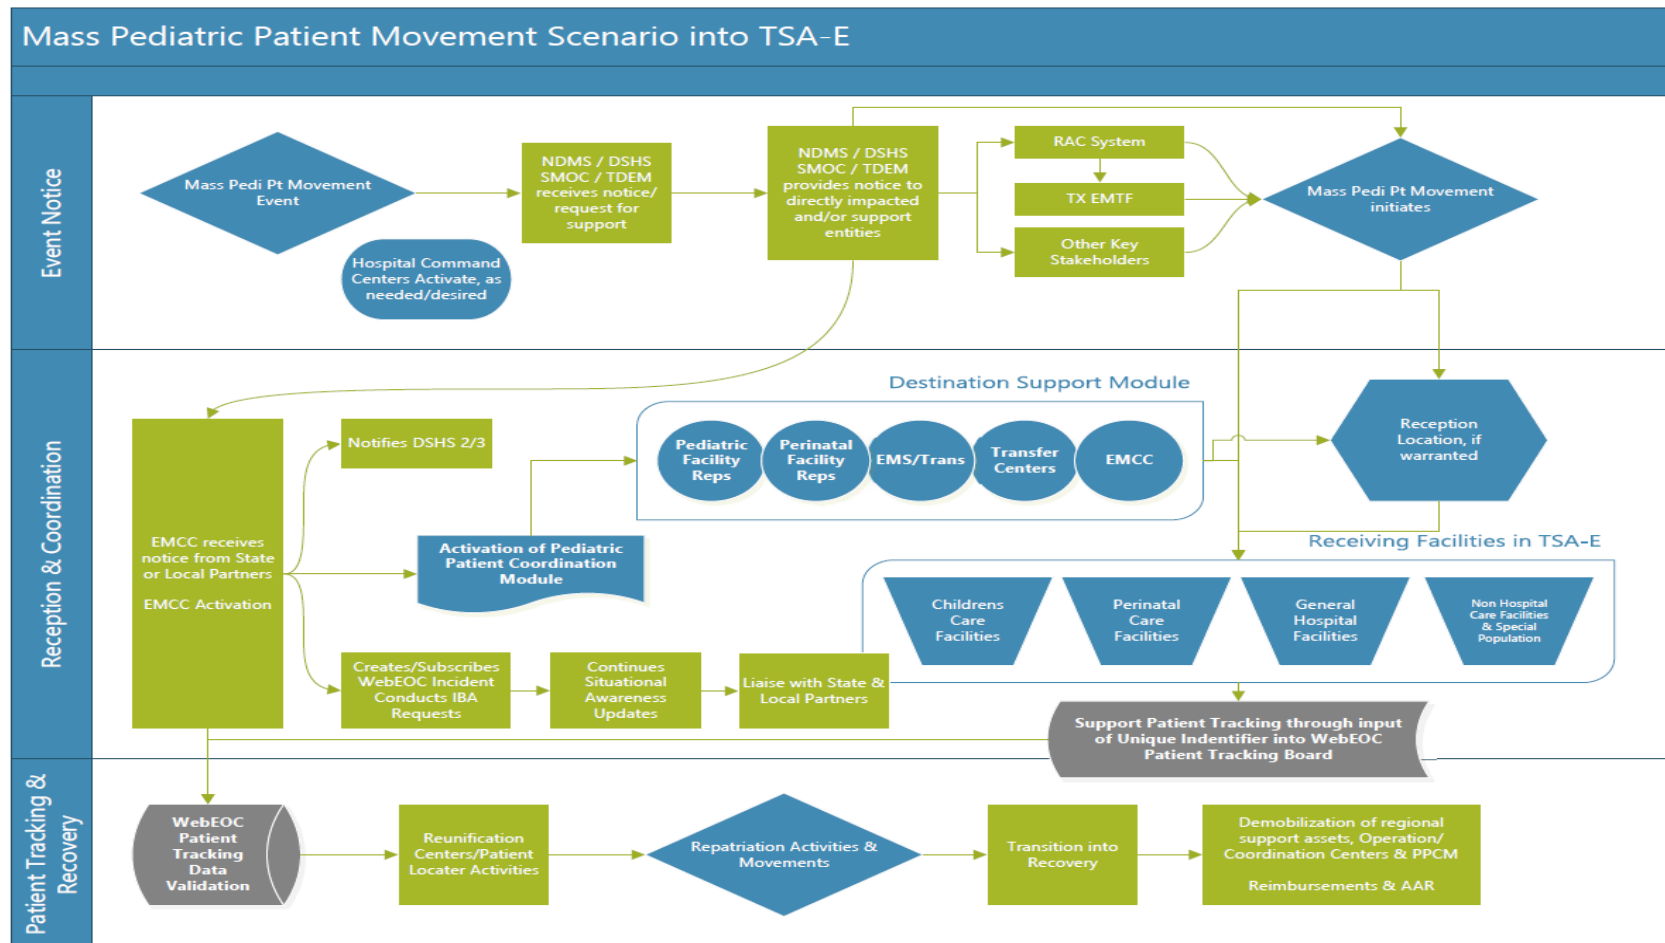 Mass Pediatric Patient Movement Scenario into TSA-E
Event Notice
Mass Pedi Pt Movement
Event
Hospital Command
Centers Activate, as
needed/desired
NDMS / DSHS
SMOC / TDEM
receives notice/
request for
support
NDMS / DSHS
SMOC / TDEM
provides notice to
directly impacted
and/or support
entities
RAC System
TX EMTF
Other Key
Stakeholders
Mass Pedi Pt Movement
initiates
Reception & Coordination
EMCC receives
notice from State
or Local Partners
EMCC Activation
Notifies DSHS 2/3
Activation of Pediatric
Patient Coordination
Module
Creates/Subscribes
WebEOC Incident
Conducts IBA
Requests
Continues
Situational
Awareness
Updates
Liaise with State &
Local Partners
Destination Support Module
Pediatric
Facility
Reps
Perinatal
Facility
Reps
EMS/Trans
Transfer
Centers
EMCC
Reception
Location, if
warranted
Receiving Facilities in TSA-E
Childrens
Care
Facilities
Perinatal
Care
Facilities
General
Hospital
Facilities
Non Hospital
Care Facilities
& Special
Population
Support Patient Tracking through input
of Unique Indentifier into WebEOC
Patient Tracking Board
Patient Tracking &
Recovery
WebEOC
Patient
Tracking
Data
Validation
Reunification
Centers/Patient
Locater Activities
Repatriation Activities &
Movements
Transition into
Recovery
Demobilization of regional
support assets, Operation/
Coordination Centers & PPCM
Reimbursements & AAR